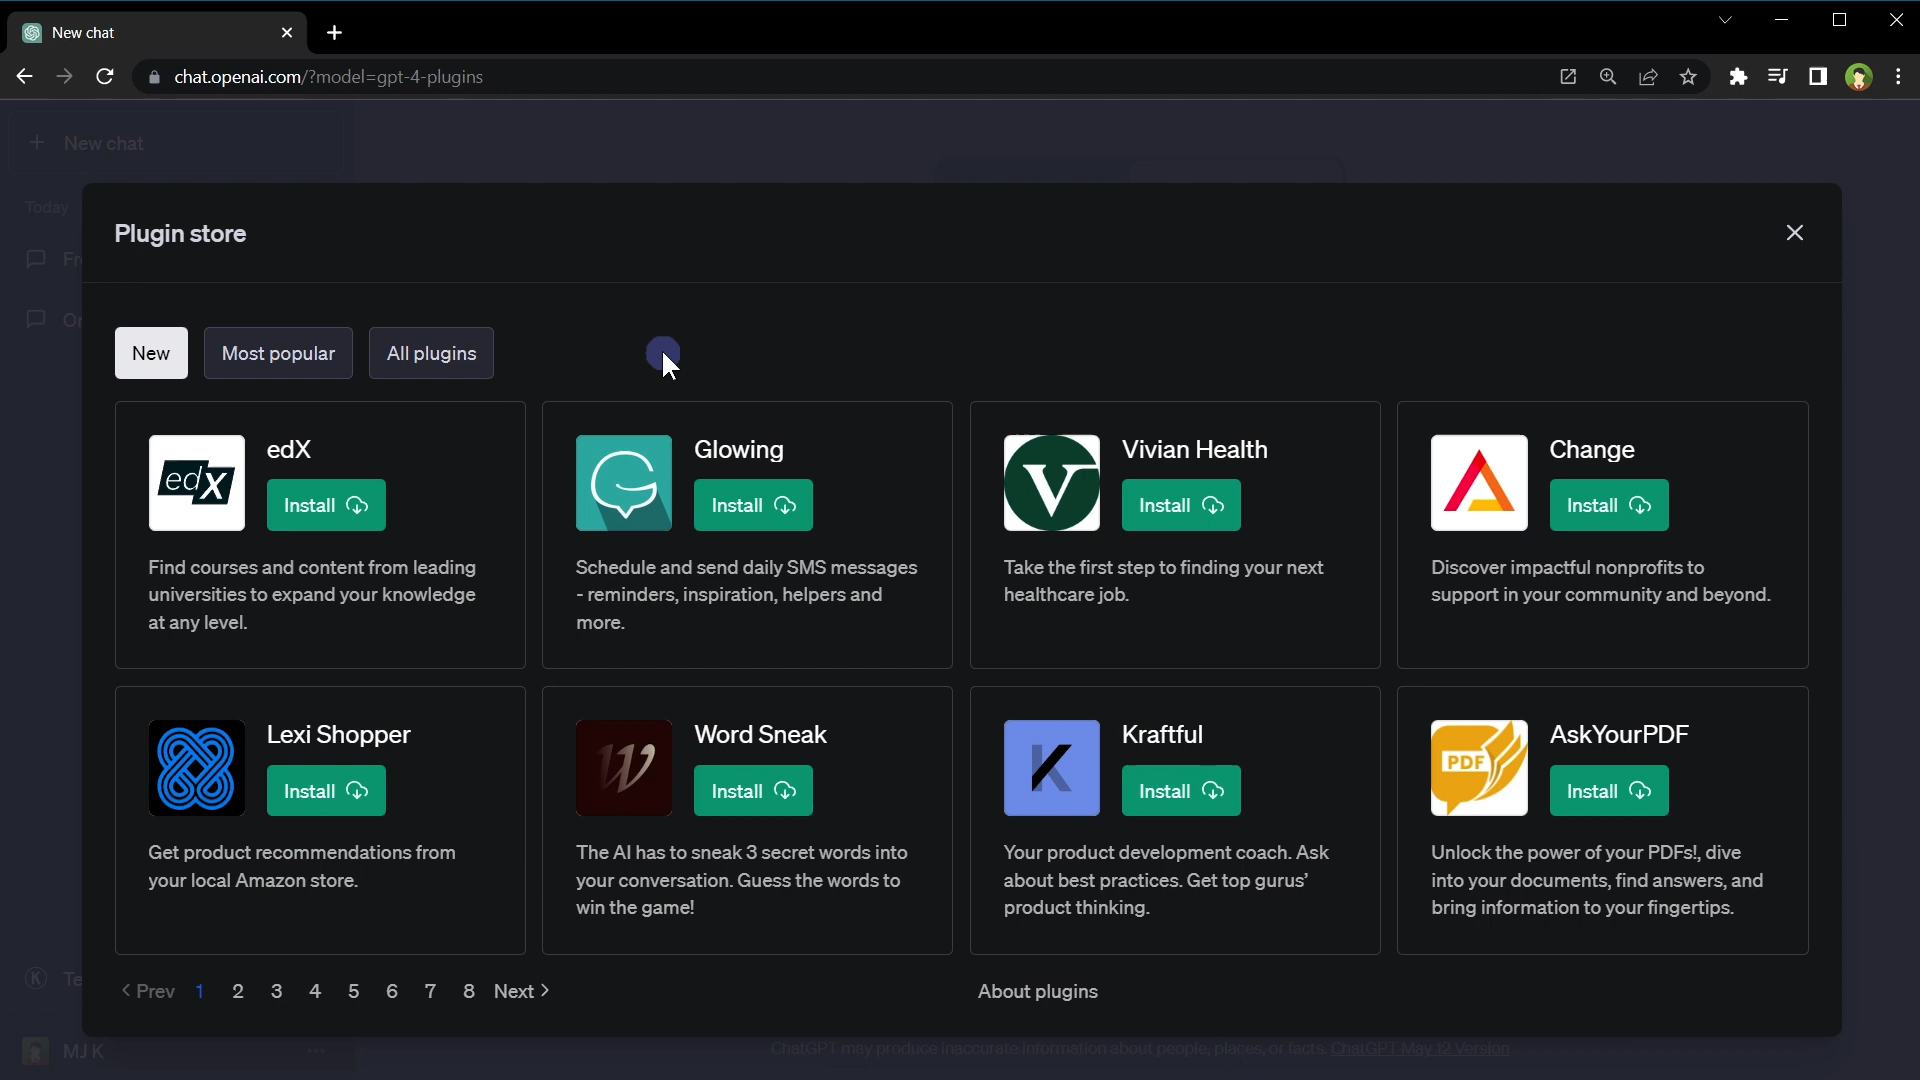 New chat
chat.openai.com/?model=gpt-4-plugins
New chat
Today
Plugin store
New
Most popular
All plugins
edX
edX
Install
Find courses and content from leading
universities to expand your knowledge
at any level.
G
Glowing
Install
Schedule and send daily SMS messages
- reminders, inspiration, helpers and
more.
V
Vivian Health
Install
Take the first step to finding your next
healthcare job.
Change
Install
Discover impactful nonprofits to
support in your community and beyond.
Lexi Shopper
Install
Get product recommendations from
your local Amazon store.
W
Word Sneak
Install
The AI has to sneak 3 secret words into
your conversation. Guess the words to
win the game!
K
Kraftful
Install
Your product development coach. Ask
about best practices. Get top gurus’
product thinking.
PDF
AskYourPDF
Install
Unlock the power of your PDFs!, dive
into your documents, find answers, and
bring information to your fingertips.
K
< Prev 1 2 3 4 5 6 7 8 Next >
About plugins
MJ K
ChatGPT may produce inaccurate information about people, places, or facts. ChatGPT May 12 Version